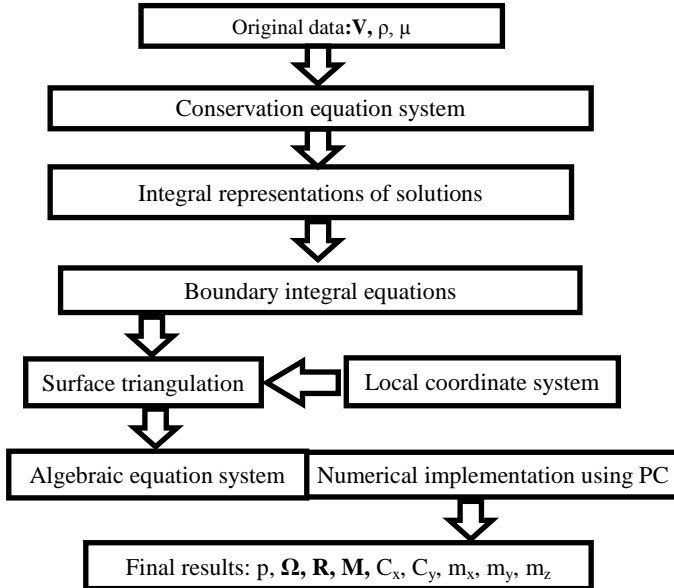 Original data:V, ρ, μ
Conservation equation system
Integral representations of solutions
Boundary integral equations
Surface triangulation
Local coordinate system
Algebraic equation system
Numerical implementation using PC
Final results: p, Ω, R, M, Cx, Cy, mx, my, mz